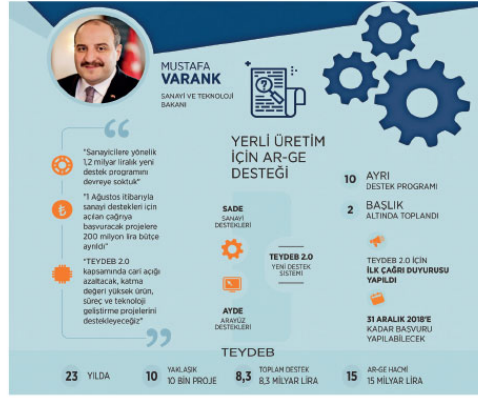 MUSTAFA
VARANK
SANAYİ VE TEKNOLOJİ
BAKANI
"Sanayicilere yönelik
1,2 milyar liralık yeni
destek programını
devreye soktuk"
"1 Ağustos itibarıyla
sanayi destekleri için
açılan çağrıya
başvuracak projelere
200 milyon lira bütçe
ayrıldı"
"TEYDEB 2.0
kapsamında cari açığı
azaltacak, katma
değeri yüksek ürün,
süreç ve teknoloji
geliştirme projelerini
destekleyeceğiz"
YERLİ ÜRETİM
İÇİN AR-GE
DESTEĞİ
SADE
SANAYİ
DESTEKLERİ
TEYDEB 2.0
YENİ DESTEK
SİSTEMİ
AYDE
ARAYÜZ
DESTEKLERİ
10 AYRI
DESTEK PROGRAMI
2 BAŞLIK
ALTINDA TOPLANDI
TEYDEB 2.0 İÇİN
İLK ÇAĞRI DUYURUSU
YAPILDI
31 ARALIK 2018'E
KADAR BAŞVURU
YAPILABİLECEK
TEYDEB
23 YILDA
10 YAKLAŞIK
10 BİN PROJE
8,3 TOPLAM DESTEK
8,3 MİLYAR LİRA
15 AR-GE HACMİ
15 MİLYAR LİRA